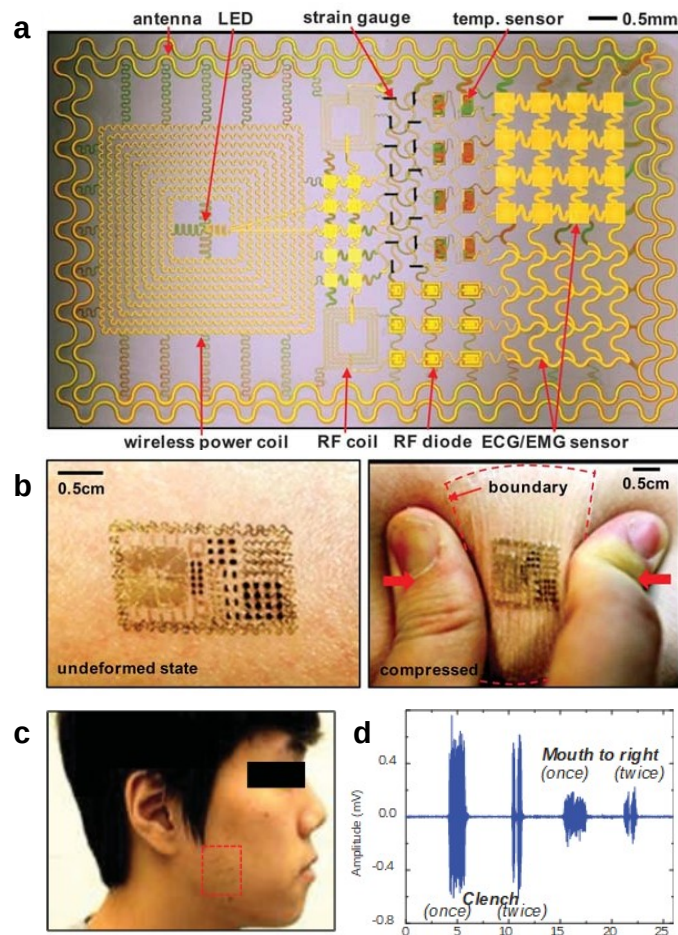 a
antenna LED strain gauge temp. sensor 0.5mm
wireless power coil RF coil RF diode ECG/EMG sensor
b
0.5cm
undeformed state
boundary
0.5cm
compressed
c
d
Amplitude (mV)
0.4
0.0
-0.4
-0.8
Mouth to right
(once) (twice)
Clench
(once) (twice)
0 5 10 15 20 25